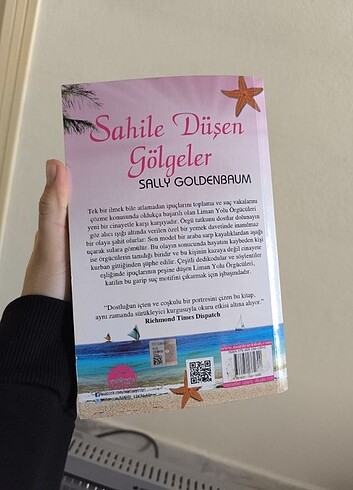 Sahile Düşen
Gölgeler
SALLY GOLDENBAUM
Tek bir ilmek bile atlamadan ipuçlarını toplama ve suç vakalarını
çözme konusunda oldukça başarılı olan Liman Yolu Örgücüleri
yeni bir cinayetle karşı karşıyadır. Örgü tutkunu dostlar dolunayın
göz alıcı ışığı altında verilen özel bir yemek davetinde inanılmaz
bir olaya şahit olurlar: Son model bir araba sarp kayalıklardan aşağı
uçarak sulara gömülür. Bu olayın sonucunda hayatını kaybeden kişi
ise örgücülerin tanıdığı biridir ve bu kişinin kazaya değil cinayete
kurban gittiğinden şüphe edilir. Çeşitli dedikodular ve söylentiler
eşliğinde ipuçlarının peşine düşen Liman Yolu Örgücüleri,
katilin bu garip suç motifini çıkarmak için işbaşındalar.
“Dostluğun içten ve coşkulu bir portresini çizen bu kitap,
aynı zamanda sürükleyici kurgusuyla okuru etkisi altına alıyor.”
Richmond Times Dispatch